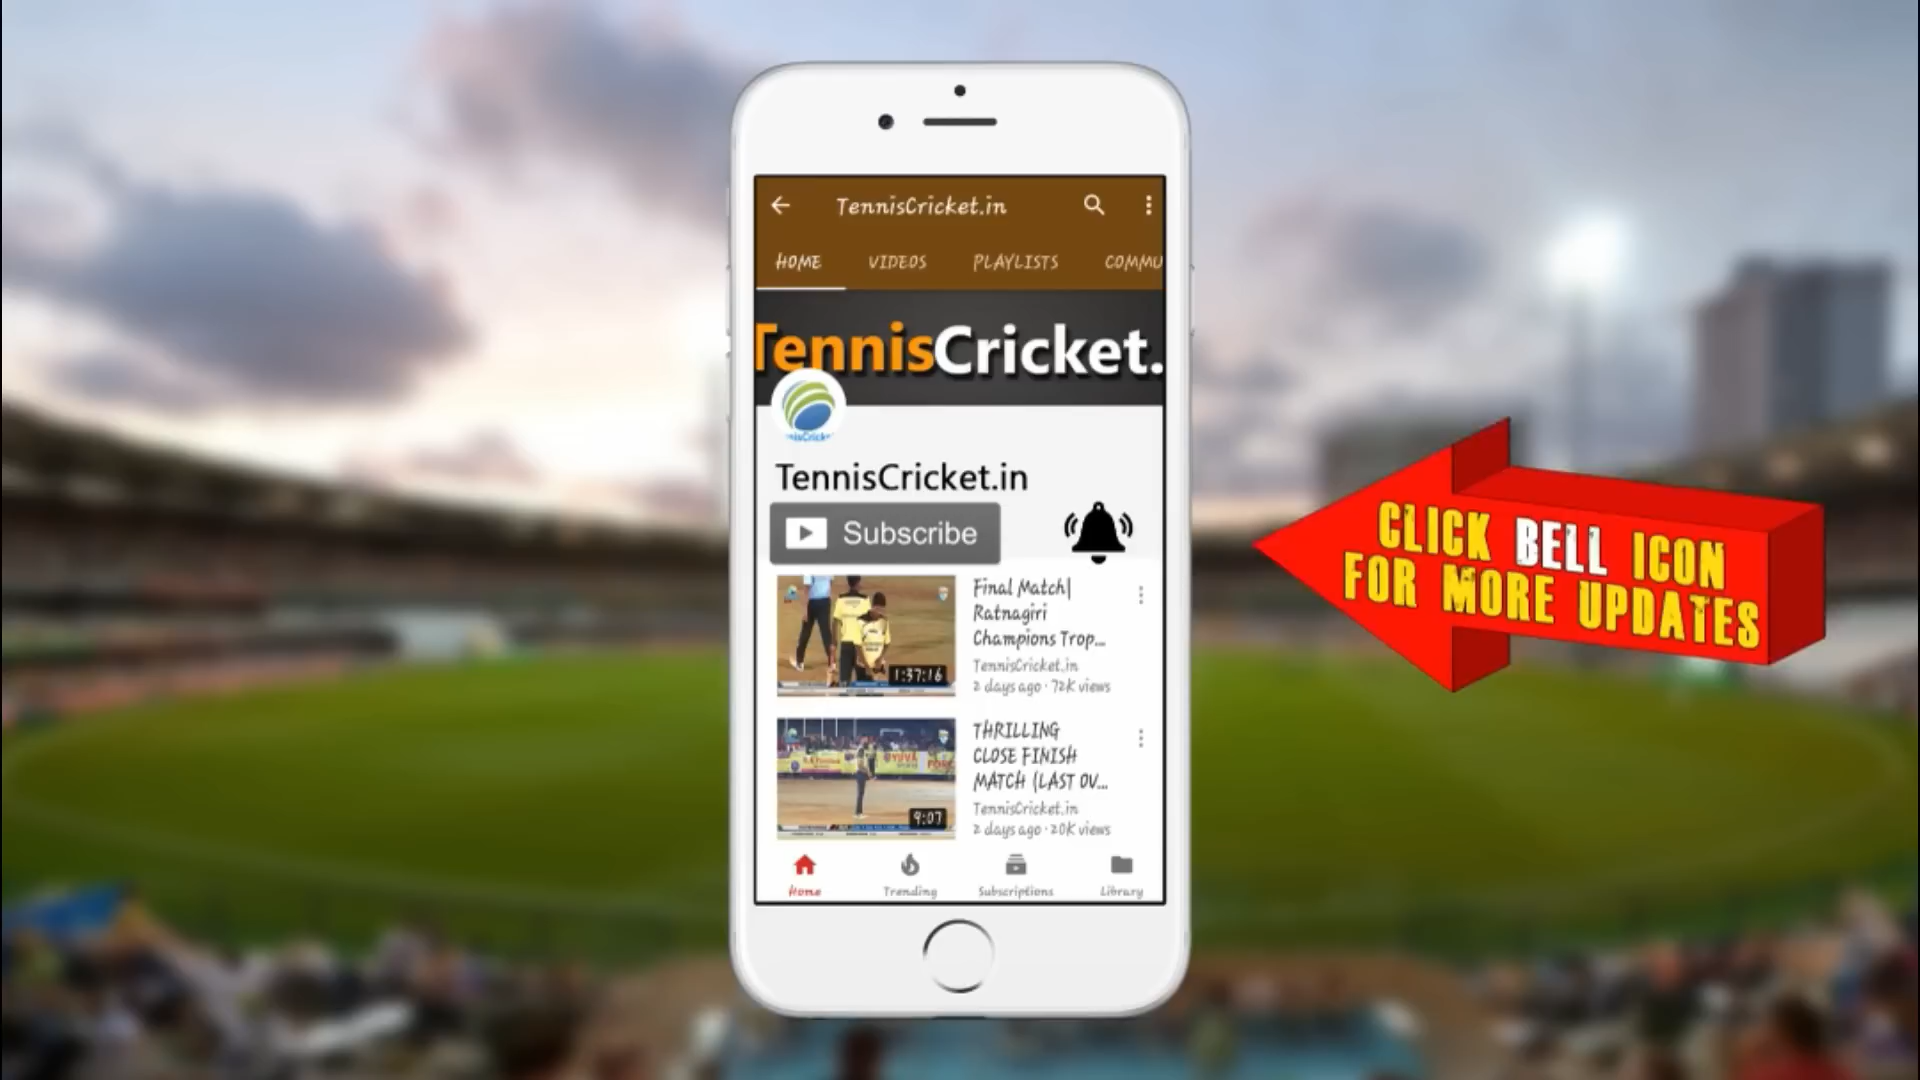 TennisCricket.in
HOME VIDEOS PLAYLISTS COMMU
TennisCricket.
TennisCricket.in
Subscribe
Final Match|
Ratnagiri
Champions Trop...
TennisCricket.in
2 days ago · 72K views
1:37:16
THRILLING
CLOSE FINISH
MATCH (LAST OV...
TennisCricket.in
2 days ago · 20K views
9:07
Home Trending Subscriptions Library
CLICK BELL ICON
FOR MORE UPDATES